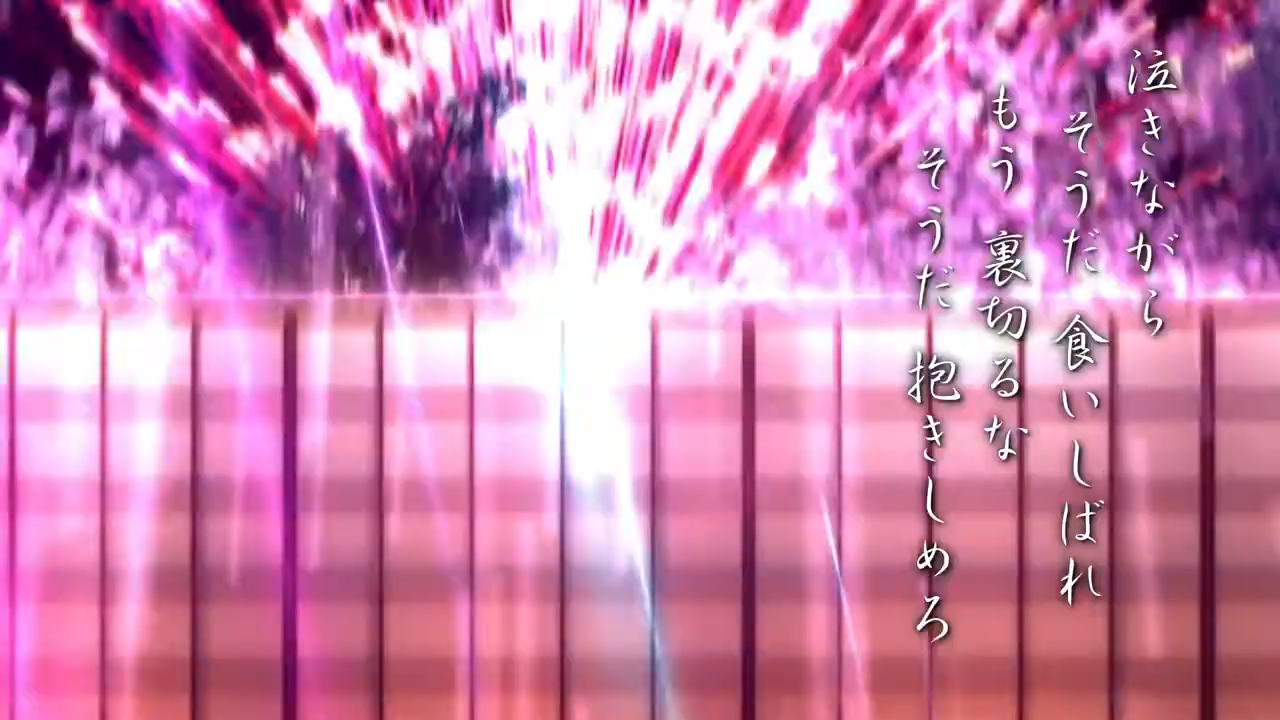 泣きながら
そうだ 食いしばれ
もう 裏切るな
そうだ 抱きしめろ